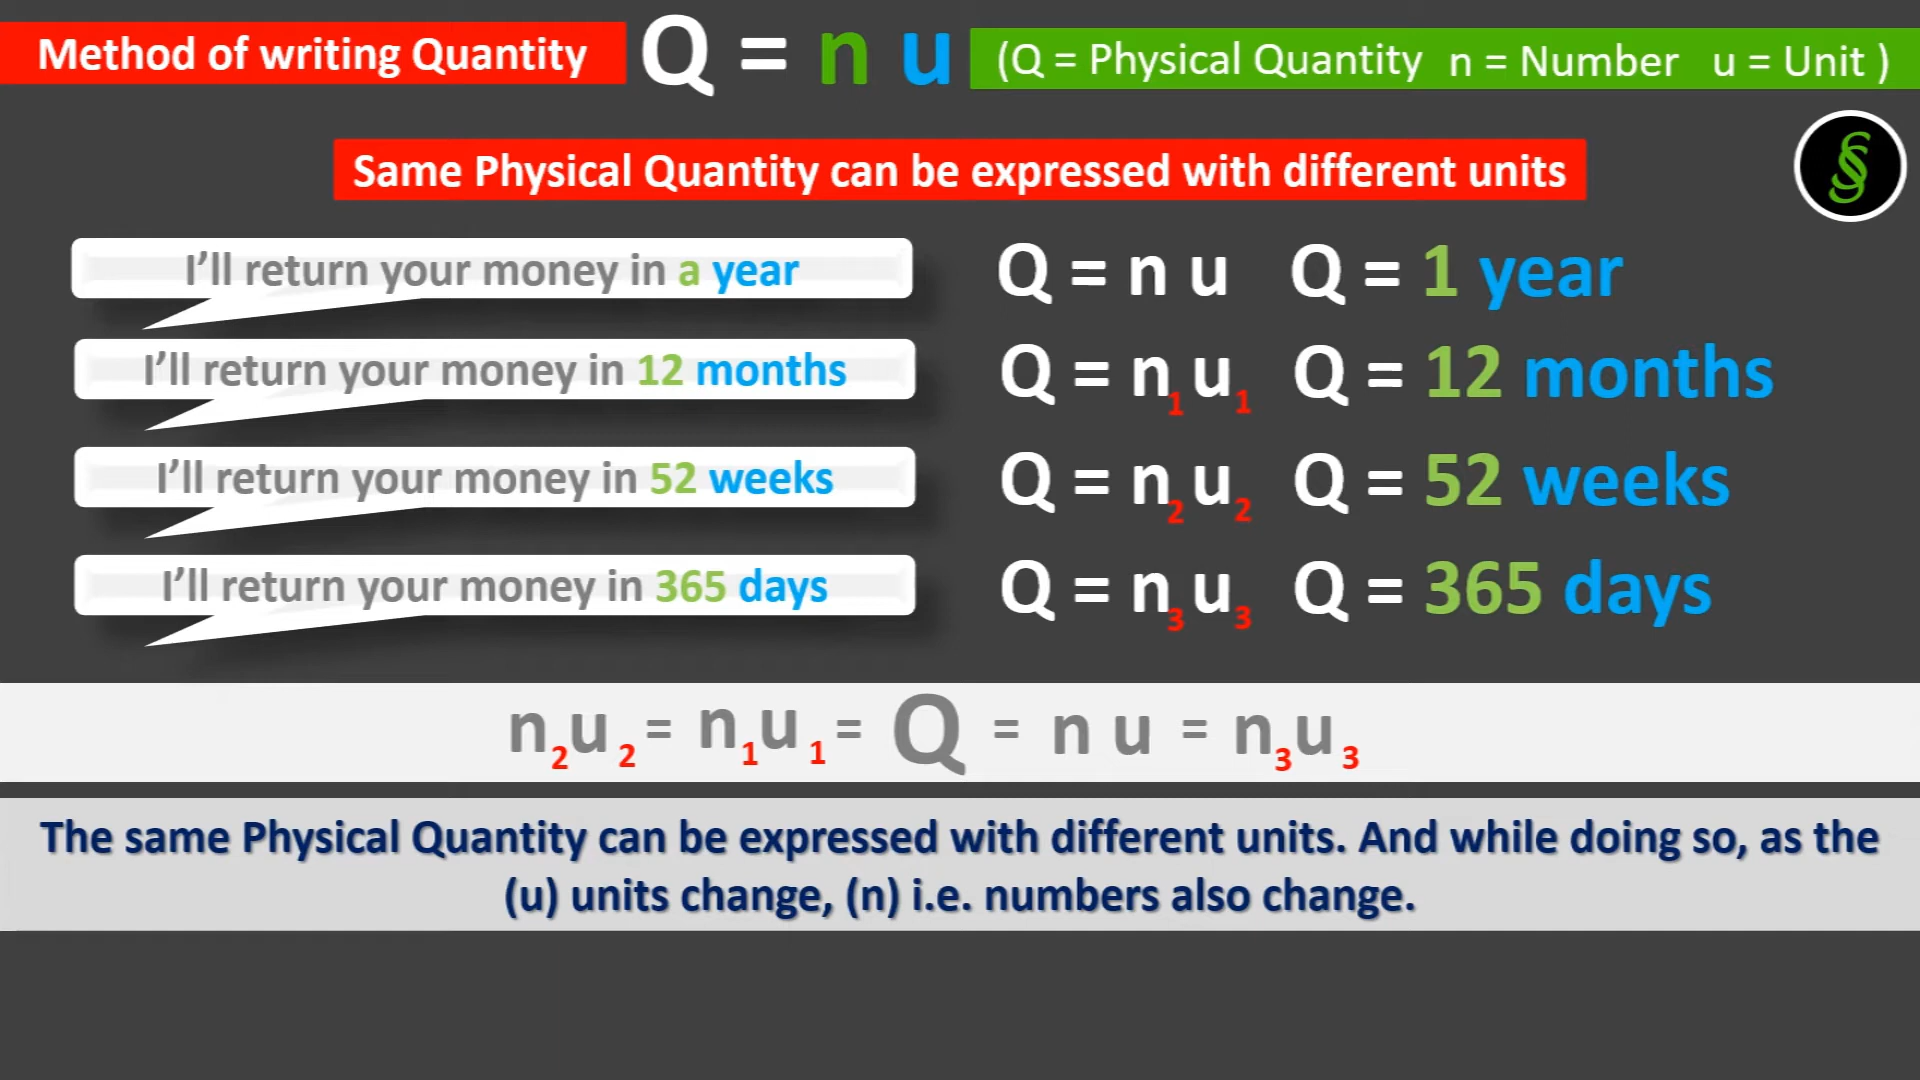 Method of writing Quantity Q = n u (Q = Physical Quantity n = Number u = Unit )
Same Physical Quantity can be expressed with different units
I’ll return your money in a year Q = n u Q = 1 year
I’ll return your money in 12 months Q = n₁u₁ Q = 12 months
I’ll return your money in 52 weeks Q = n₂u₂ Q = 52 weeks
I’ll return your money in 365 days Q = n₃u₃ Q = 365 days
n₂u₂ = n₁u₁ = Q = n u = n₃u₃
The same Physical Quantity can be expressed with different units. And while doing so, as the
(u) units change, (n) i.e. numbers also change.